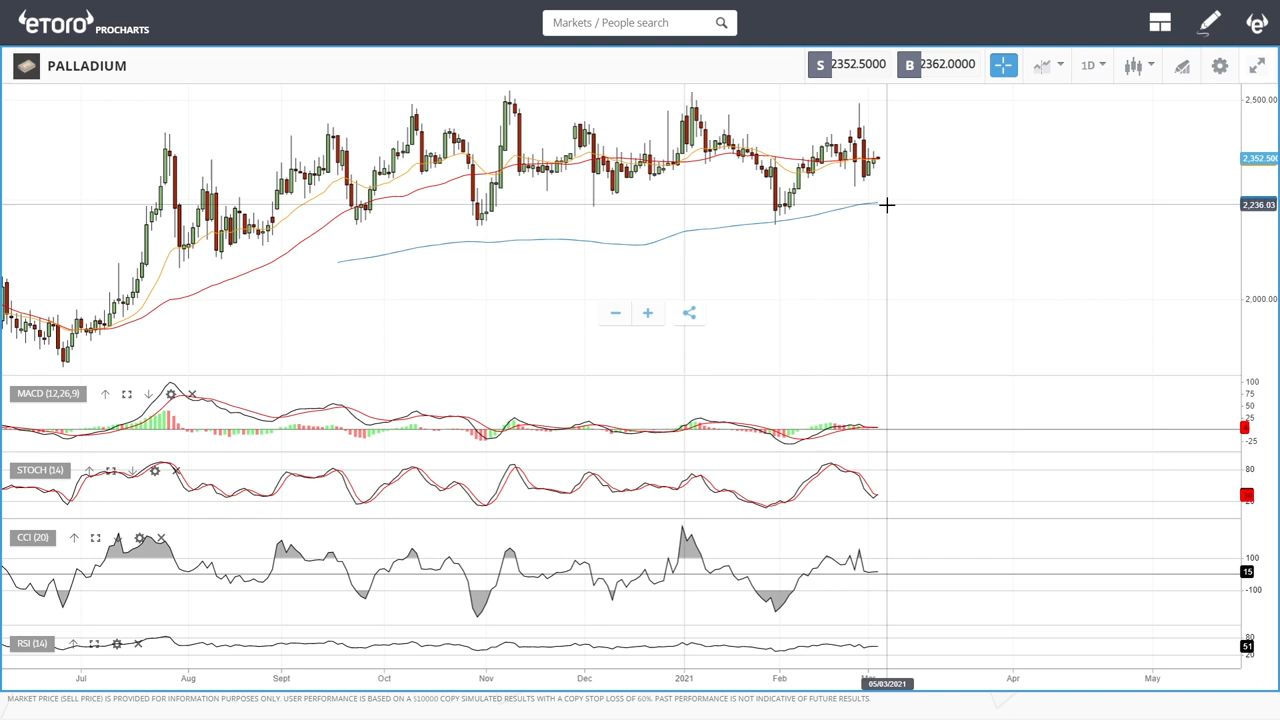 eToro PROCHARTS
Markets / People search
PALLADIUM
S 2352.5000 B 2362.0000
1D
2,500.00
2,352.500
2,236.03
2,000.00
MACD (12,26,9)
100
75
50
25
-25
STOCH (14)
80
CCI (20)
100
15
-100
RSI (14)
80
51
20
Jul Aug Sept Oct Nov Dec 2021 Feb Mar Apr May
05/03/2021
MARKET PRICE (SELL PRICE) IS PROVIDED FOR INFORMATION PURPOSES ONLY. USER PERFORMANCE IS BASED ON A $10000 COPY SIMULATED RESULTS WITH A COPY STOP LOSS OF 60%. PAST PERFORMANCE IS NOT INDICATIVE OF FUTURE RESULTS.